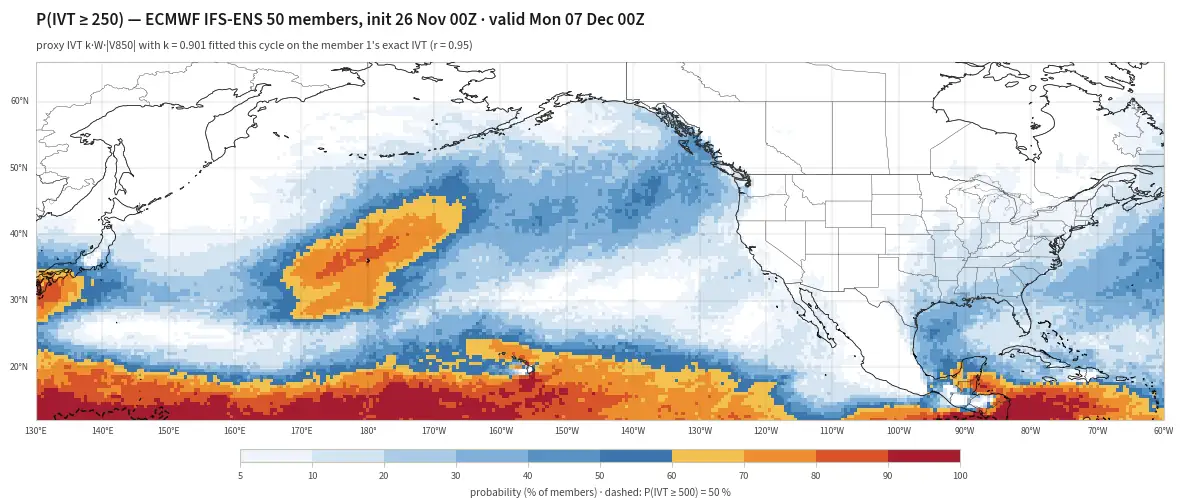 P(IVT ≥ 250) — ECMWF IFS-ENS 50 members, init 26 Nov 00Z · valid Mon 07 Dec 00Z
proxy IVT k·W·|V850| with k = 0.901 fitted this cycle on the member 1's exact IVT (r = 0.95)
60°N
50°N
40°N
30°N
20°N
130°E 140°E 150°E 160°E 170°E 180° 170°W 160°W 150°W 140°W 130°W 120°W 110°W 100°W 90°W 80°W 70°W 60°W
5 10 20 30 40 50 60 70 80 90 100
probability (% of members) · dashed: P(IVT ≥ 500) = 50 %